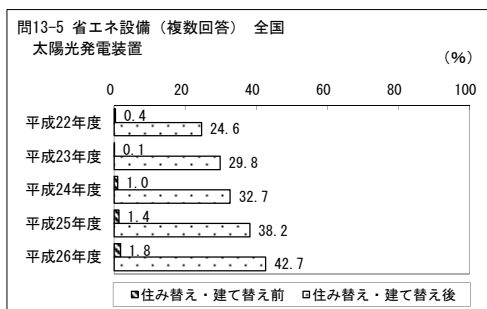 問13-5 省エネ設備（複数回答） 全国
太陽光発電装置
（%）
0 20 40 60 80 100
平成22年度 0.4 24.6
平成23年度 0.1 29.8
平成24年度 1.0 32.7
平成25年度 1.4 38.2
平成26年度 1.8 42.7
住み替え・建て替え前 住み替え・建て替え後